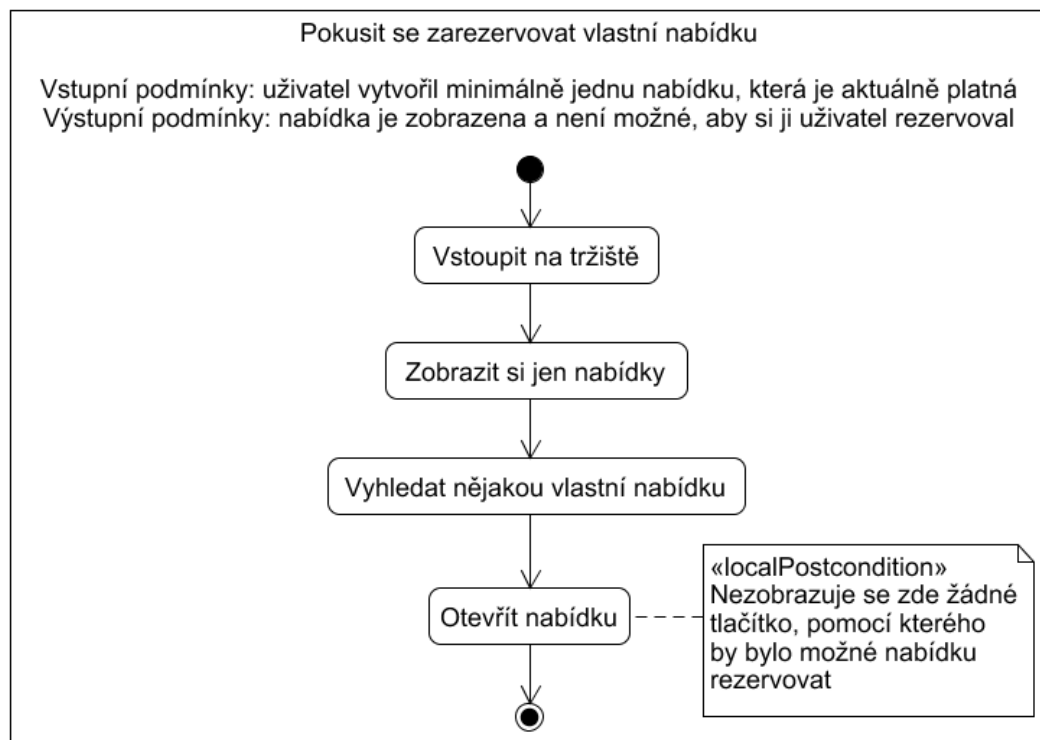 Pokusit se zarezervovat vlastní nabídku
Vstupní podmínky: uživatel vytvořil minimálně jednu nabídku, která je aktuálně platná
Výstupní podmínky: nabídka je zobrazena a není možné, aby si ji uživatel rezervoval
Vstoupit na tržiště
Zobrazit si jen nabídky
Vyhledat nějakou vlastní nabídku
Otevřít nabídku
«localPostcondition»
Nezobrazuje se zde žádné
tlačítko, pomocí kterého
by bylo možné nabídku
rezervovat